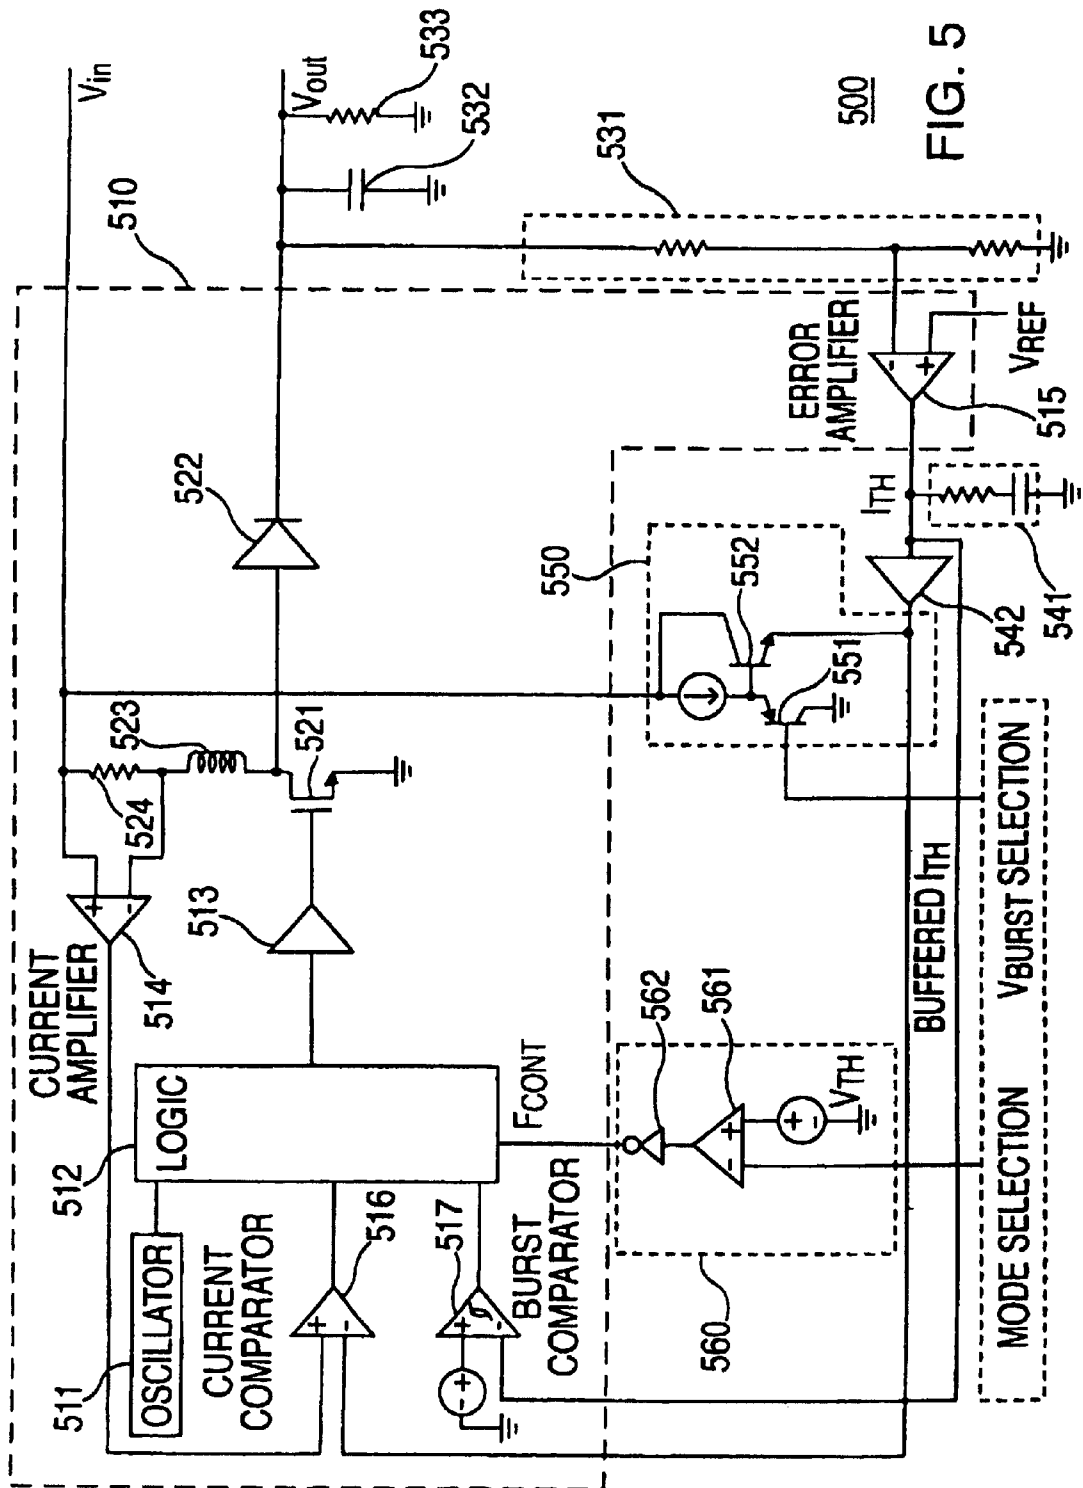 Vin
510
CURRENT
AMPLIFIER
514
524
523
522
Vout
533
532
531
511
OSCILLATOR
512
LOGIC
513
521
CURRENT
COMPARATOR
516
517
BURST
COMPARATOR
FCONT
562
561
560
VTH
550
552
551
ERROR
AMPLIFIER
515
VREF
ITH
542
541
BUFFERED ITH
MODE SELECTION
VBURST SELECTION
500
FIG. 5